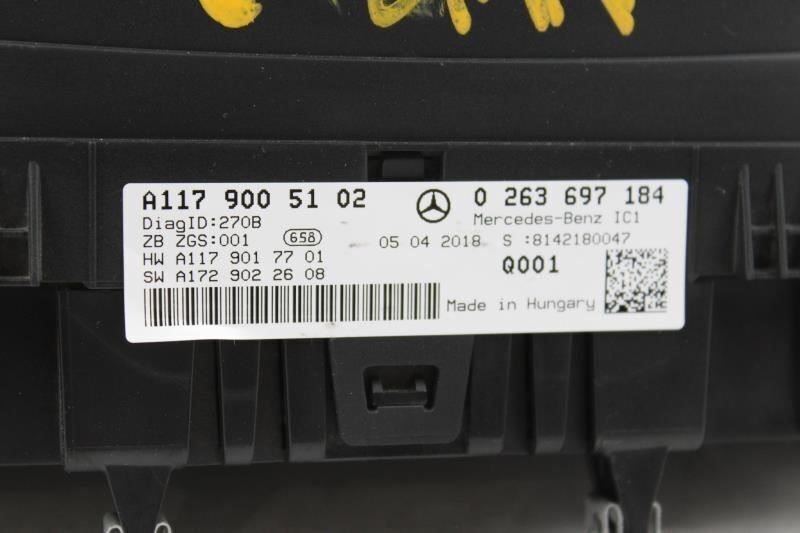 A117 900 51 02 0 263 697 184
DiagID:270B Mercedes-Benz IC1
ZB ZGS:001 658 05 04 2018 S :8142180047
HW A117 901 77 01 Q001
SW A172 902 26 08
Made in Hungary